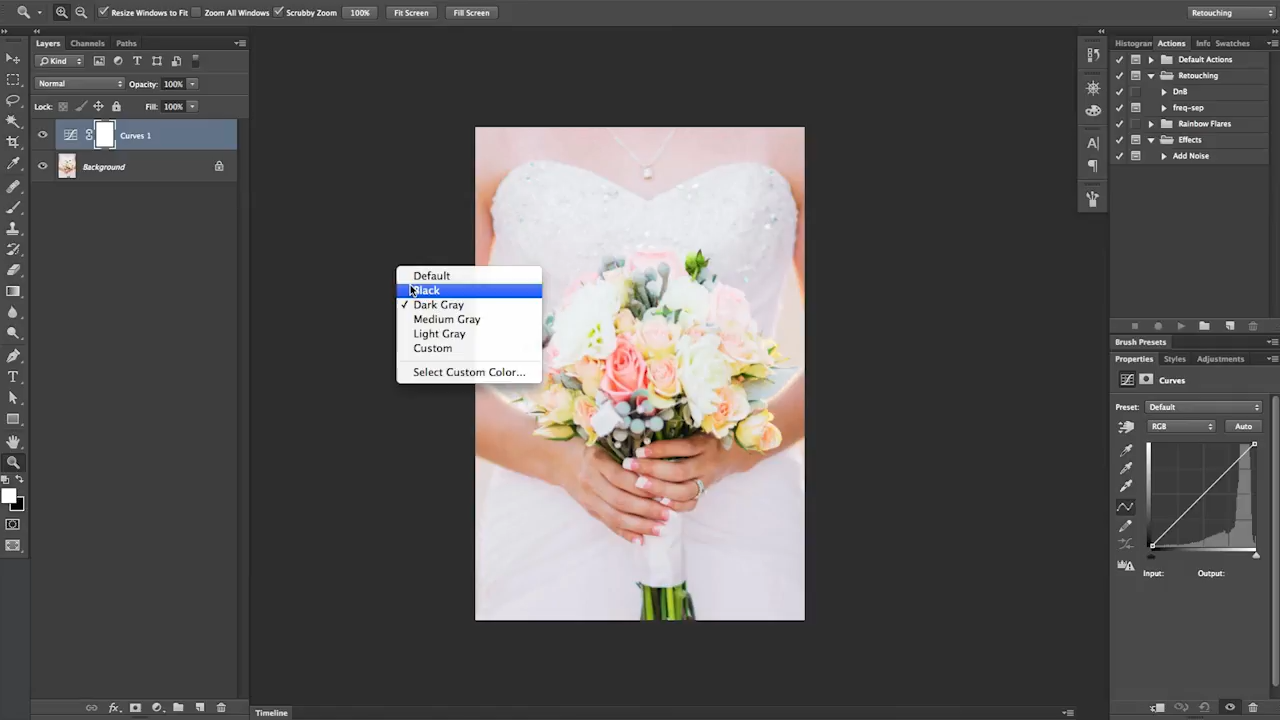 Resize Windows to Fit Zoom All Windows Scrubby Zoom 100% Fit Screen Fill Screen Retouching
Layers Channels Paths
Kind
Normal Opacity: 100%
Lock: Fill: 100%
Curves 1
Background
Default
Black
Dark Gray
Medium Gray
Light Gray
Custom
Select Custom Color...
Timeline
Histogran Actions Info Swatches
Default Actions
Retouching
DnB
freq-sep
Rainbow Flares
Effects
Add Noise
Brush Presets
Properties Styles Adjustments
Curves
Preset: Default
RGB Auto
Input: Output: